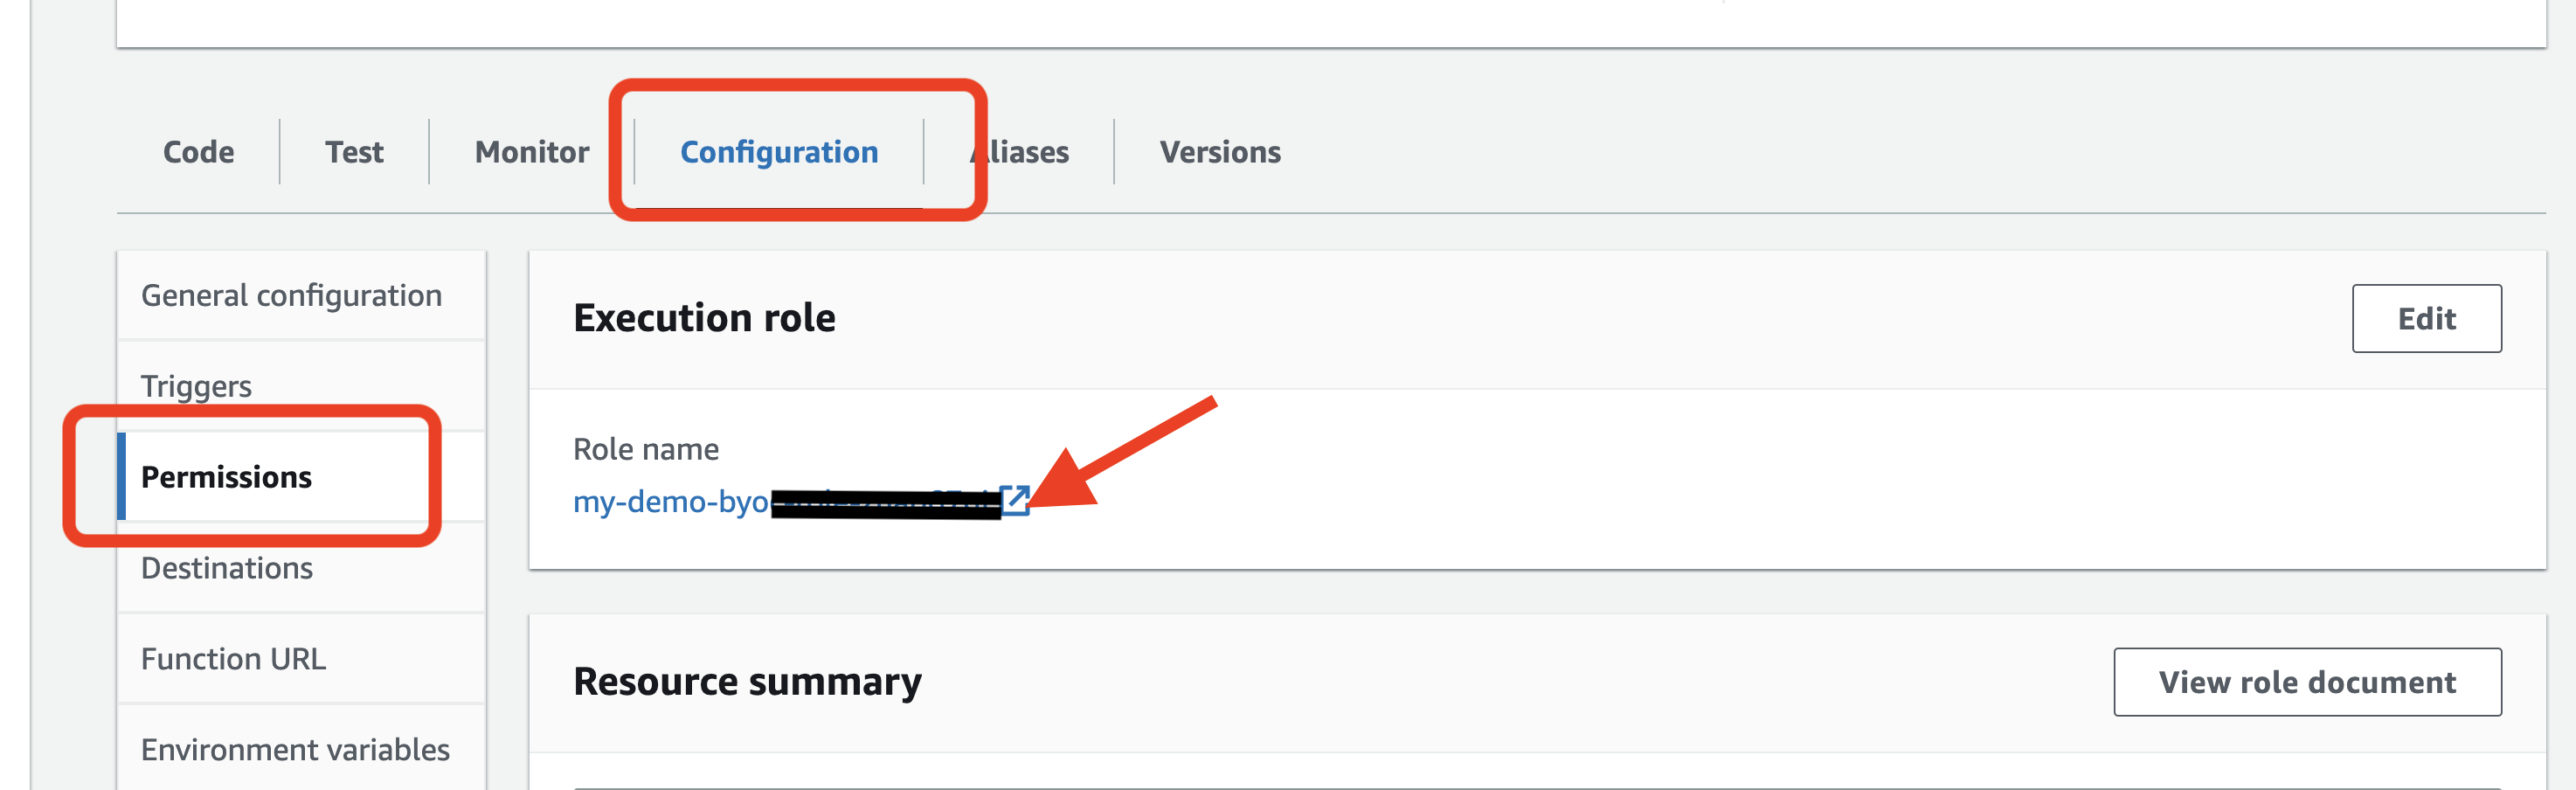 Code Test Monitor Configuration Aliases Versions
General configuration
Triggers
Permissions
Destinations
Function URL
Environment variables
Execution role
Edit
Role name
my-demo-byo
Resource summary
View role document